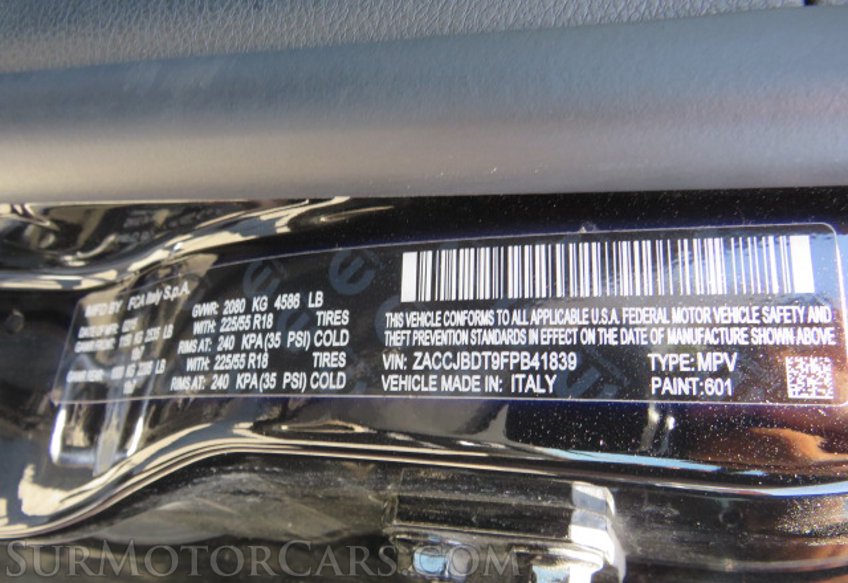 MFD BY FCA Italy S.p.A.
GVWR: 2080 KG 4586 LB
DATE OF MFR
WITH: 225/55 R18 TIRES
RIMS AT: 240 KPA(35 PSI) COLD
WITH: 225/55 R18 TIRES
RIMS AT: 240 KPA(35 PSI) COLD
THIS VEHICLE CONFORMS TO ALL APPLICABLE U.S.A. FEDERAL MOTOR VEHICLE SAFETY AND
THEFT PREVENTION STANDARDS IN EFFECT ON THE DATE OF MANUFACTURE SHOWN ABOVE
VIN: ZACCJBDT9FPB41839 TYPE: MPV
VEHICLE MADE IN: ITALY PAINT: 601
SURMOTORCARS.COM